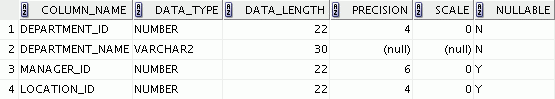 COLUMN_NAME DATA_TYPE DATA_LENGTH PRECISION SCALE NULLABLE
1 DEPARTMENT_ID NUMBER 22 4 0 N
2 DEPARTMENT_NAME VARCHAR2 30 (null) (null) N
3 MANAGER_ID NUMBER 22 6 0 Y
4 LOCATION_ID NUMBER 22 4 0 Y